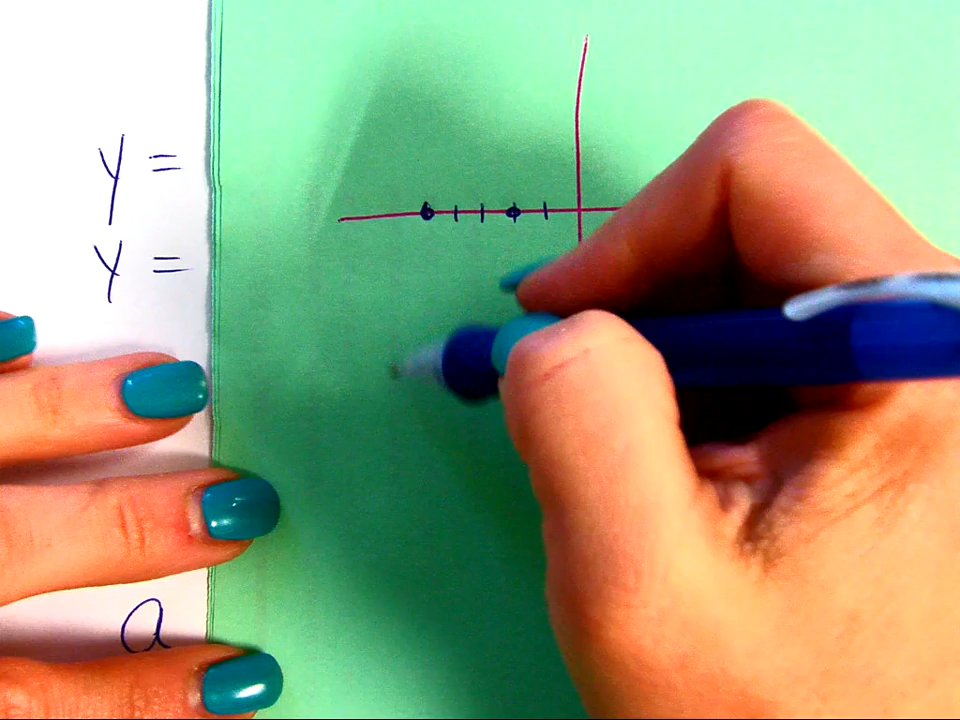 y =
y =
a